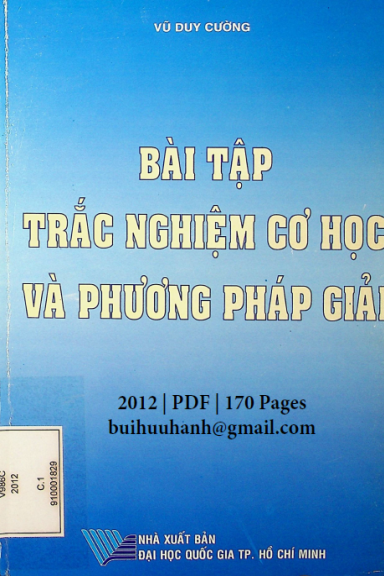 VŨ DUY CƯỜNG
BÀI TẬP
TRẮC NGHIỆM CƠ HỌC
VÀ PHƯƠNG PHÁP GIẢI
2012 | PDF | 170 Pages
buihuuhanh@gmail.com
V986C
2012
C.1
910001829
NHÀ XUẤT BẢN
ĐẠI HỌC QUỐC GIA TP. HỒ CHÍ MINH